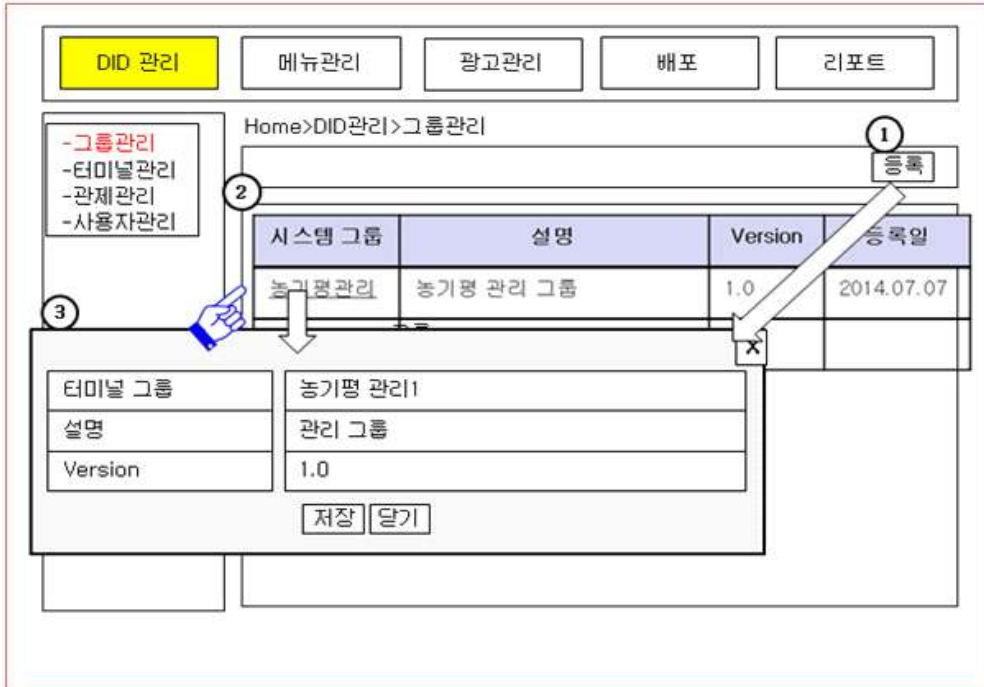 DID 관리 메뉴관리 광고관리 배포 리포트
-그룹관리
-터미널관리
-관제관리
-사용자관리
Home>DID관리>그룹관리
1
등록
2
시스템 그룹 설명 Version 등록일
농기평관리 농기평 관리 그룹 1.0 2014.07.07
3
X
터미널 그룹 농기평 관리1
설명 관리 그룹
Version 1.0
저장 닫기